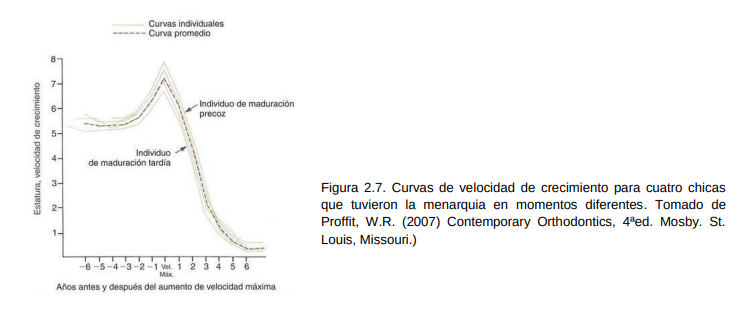 Curvas individuales
Curva promedio
8
7
6
5
4
3
2
1
Estatura, velocidad de crecimiento
Individuo de maduración
precoz
Individuo
de maduración tardía
−6 −5 −4 −3 −2 −1 Vel. Máx. 1 2 3 4 5 6
Años antes y después del aumento de velocidad máxima
Figura 2.7. Curvas de velocidad de crecimiento para cuatro chicas
que tuvieron la menarquia en momentos diferentes. Tomado de
Proffit, W.R. (2007) Contemporary Orthodontics, 4ªed. Mosby. St.
Louis, Missouri.)